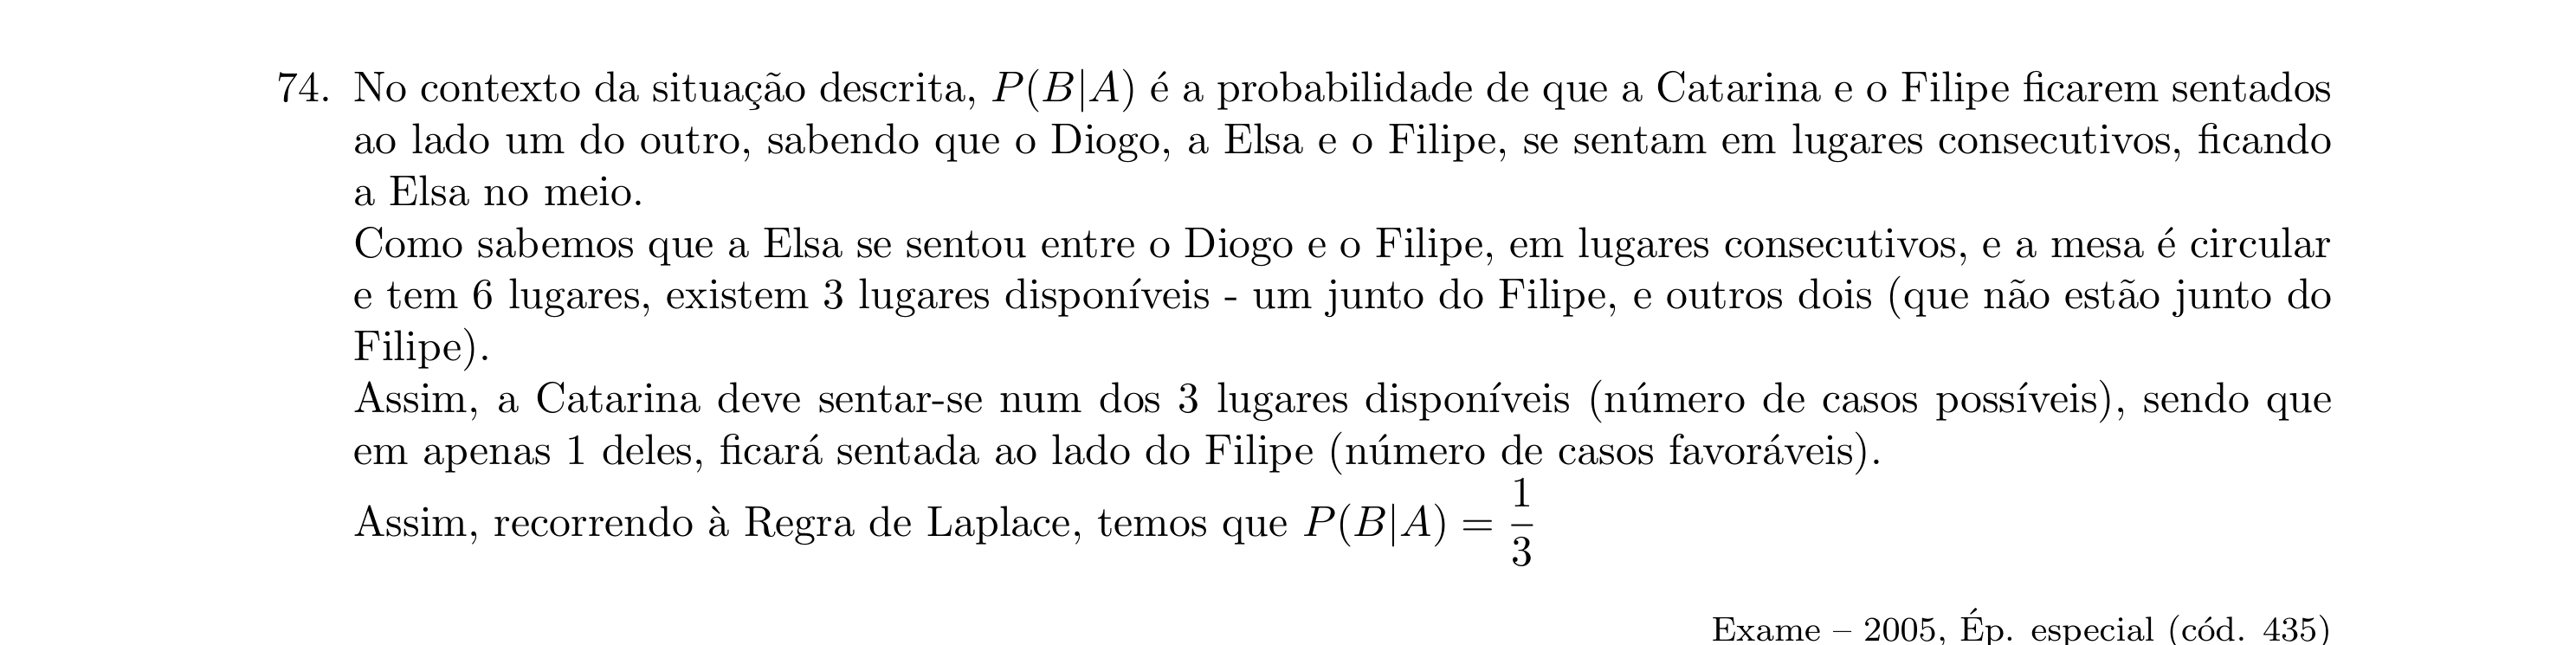 74. No contexto da situação descrita, P(B|A) é a probabilidade de que a Catarina e o Filipe ficarem sentados
ao lado um do outro, sabendo que o Diogo, a Elsa e o Filipe, se sentam em lugares consecutivos, ficando
a Elsa no meio.
Como sabemos que a Elsa se sentou entre o Diogo e o Filipe, em lugares consecutivos, e a mesa é circular
e tem 6 lugares, existem 3 lugares disponíveis - um junto do Filipe, e outros dois (que não estão junto do
Filipe).
Assim, a Catarina deve sentar-se num dos 3 lugares disponíveis (número de casos possíveis), sendo que
em apenas 1 deles, ficará sentada ao lado do Filipe (número de casos favoráveis).
Assim, recorrendo à Regra de Laplace, temos que P(B|A) = 1/3
Exame – 2005, Ép. especial (cód. 435)